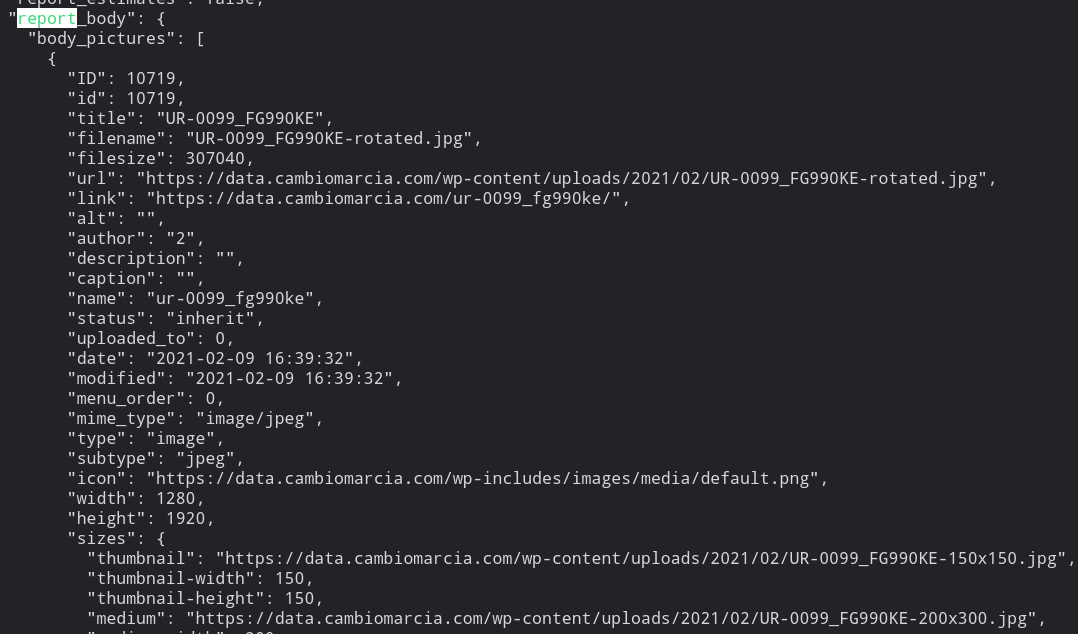 "report_estimates": false,
"report_body": {
"body_pictures": [
{
"ID": 10719,
"id": 10719,
"title": "UR-0099_FG990KE",
"filename": "UR-0099_FG990KE-rotated.jpg",
"filesize": 307040,
"url": "https://data.cambiomarcia.com/wp-content/uploads/2021/02/UR-0099_FG990KE-rotated.jpg",
"link": "https://data.cambiomarcia.com/ur-0099_fg990ke/",
"alt": "",
"author": "2",
"description": "",
"caption": "",
"name": "ur-0099_fg990ke",
"status": "inherit",
"uploaded_to": 0,
"date": "2021-02-09 16:39:32",
"modified": "2021-02-09 16:39:32",
"menu_order": 0,
"mime_type": "image/jpeg",
"type": "image",
"subtype": "jpeg",
"icon": "https://data.cambiomarcia.com/wp-includes/images/media/default.png",
"width": 1280,
"height": 1920,
"sizes": {
"thumbnail": "https://data.cambiomarcia.com/wp-content/uploads/2021/02/UR-0099_FG990KE-150x150.jpg",
"thumbnail-width": 150,
"thumbnail-height": 150,
"medium": "https://data.cambiomarcia.com/wp-content/uploads/2021/02/UR-0099_FG990KE-200x300.jpg",